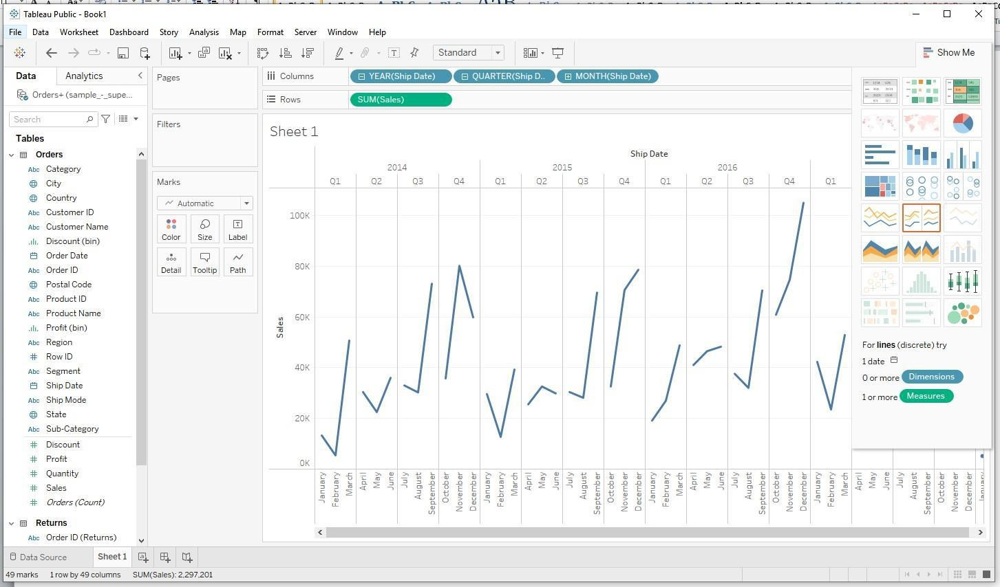 Tableau Public - Book1
File Data Worksheet Dashboard Story Analysis Map Format Server Window Help
Standard
Show Me
Data Analytics
Orders+ (sample_-_supe...
Search
Tables
Orders
Category
City
Country
Customer ID
Customer Name
Discount (bin)
Order Date
Order ID
Postal Code
Product ID
Product Name
Profit (bin)
Region
Row ID
Segment
Ship Date
Ship Mode
State
Sub-Category
Discount
Profit
Quantity
Sales
Orders (Count)
Returns
Order ID (Returns)
Pages
Filters
Marks
Automatic
Color Size Label
Detail Tooltip Path
Columns YEAR(Ship Date) QUARTER(Ship D.. MONTH(Ship Date)
Rows SUM(Sales)
Sheet 1
Ship Date
2014 2015 2016
Q1 Q2 Q3 Q4 Q1 Q2 Q3 Q4 Q1 Q2 Q3 Q4 Q1
100K
80K
60K
40K
20K
0K
Sales
January February March April May June July August September October November December January February March April May June July August September October November December January February March April May June July August September October November December January February March April May June July August September October November December
For lines (discrete) try
1 date
0 or more Dimensions
1 or more Measures
Data Source Sheet 1
49 marks 1 row by 49 columns SUM(Sales): 2,297,201